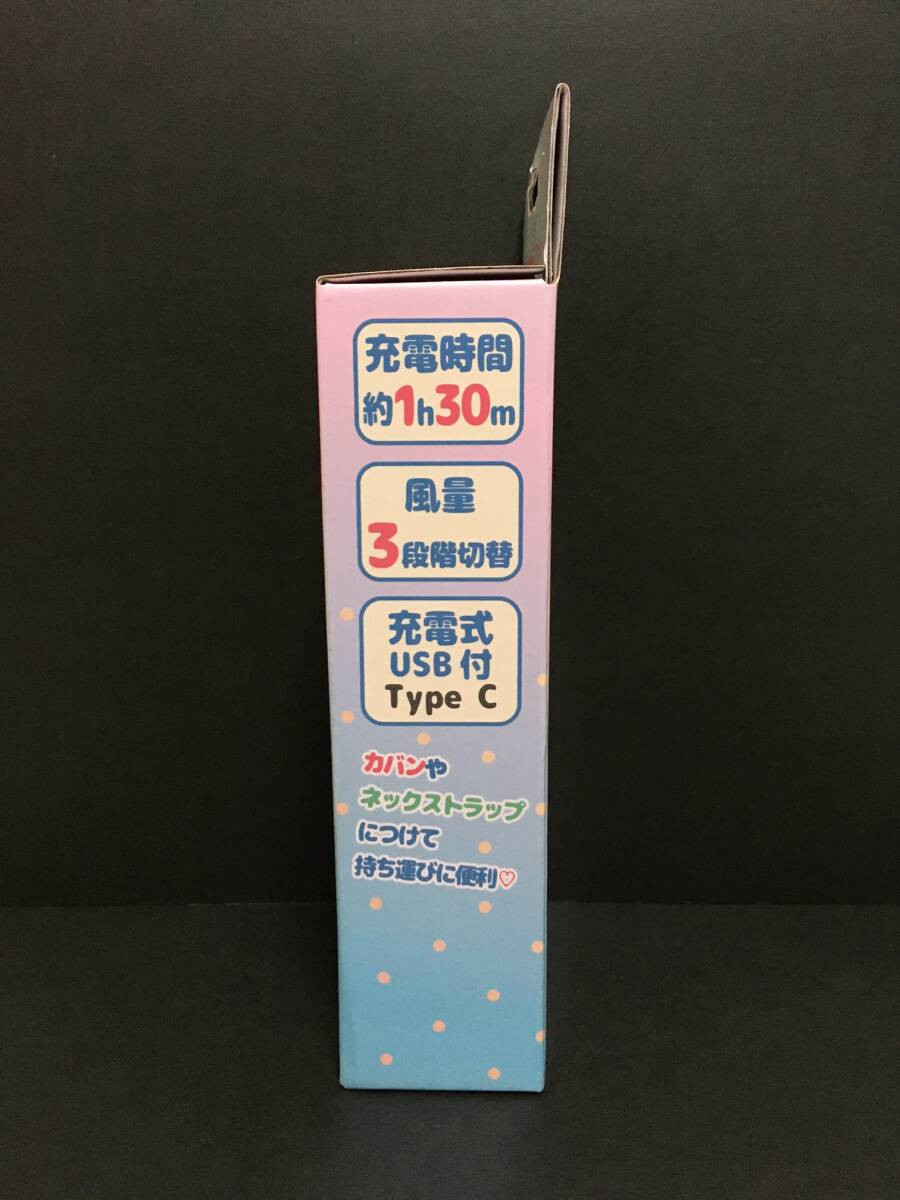 充電時間
約1h30m
風量
3段階切替
充電式
USB付
Type C
カバンや
ネックストラップ
につけて
持ち運びに便利♡